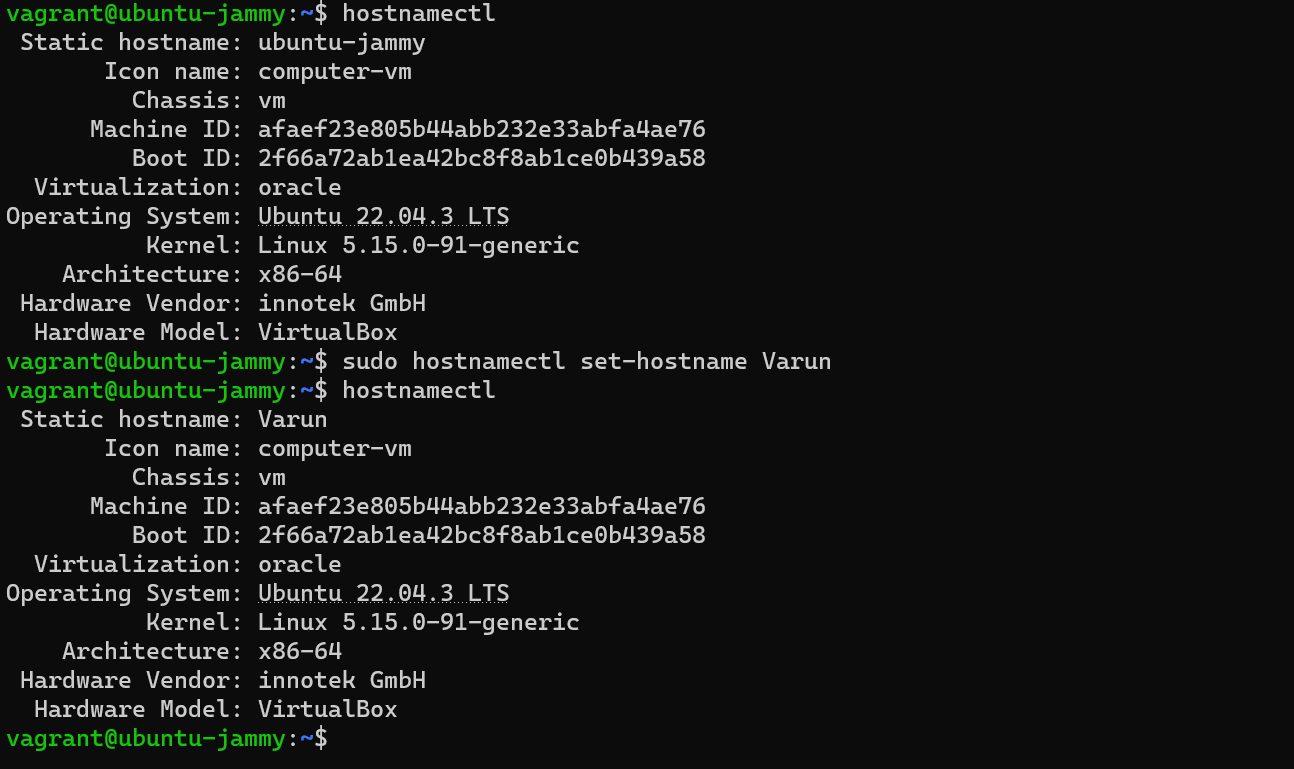 vagrant@ubuntu-jammy:~$ hostnamectl
Static hostname: ubuntu-jammy
Icon name: computer-vm
Chassis: vm
Machine ID: afaef23e805b44abb232e33abfa4ae76
Boot ID: 2f66a72ab1ea42bc8f8ab1ce0b439a58
Virtualization: oracle
Operating System: Ubuntu 22.04.3 LTS
Kernel: Linux 5.15.0-91-generic
Architecture: x86-64
Hardware Vendor: innotek GmbH
Hardware Model: VirtualBox
vagrant@ubuntu-jammy:~$ sudo hostnamectl set-hostname Varun
vagrant@ubuntu-jammy:~$ hostnamectl
Static hostname: Varun
Icon name: computer-vm
Chassis: vm
Machine ID: afaef23e805b44abb232e33abfa4ae76
Boot ID: 2f66a72ab1ea42bc8f8ab1ce0b439a58
Virtualization: oracle
Operating System: Ubuntu 22.04.3 LTS
Kernel: Linux 5.15.0-91-generic
Architecture: x86-64
Hardware Vendor: innotek GmbH
Hardware Model: VirtualBox
vagrant@ubuntu-jammy:~$